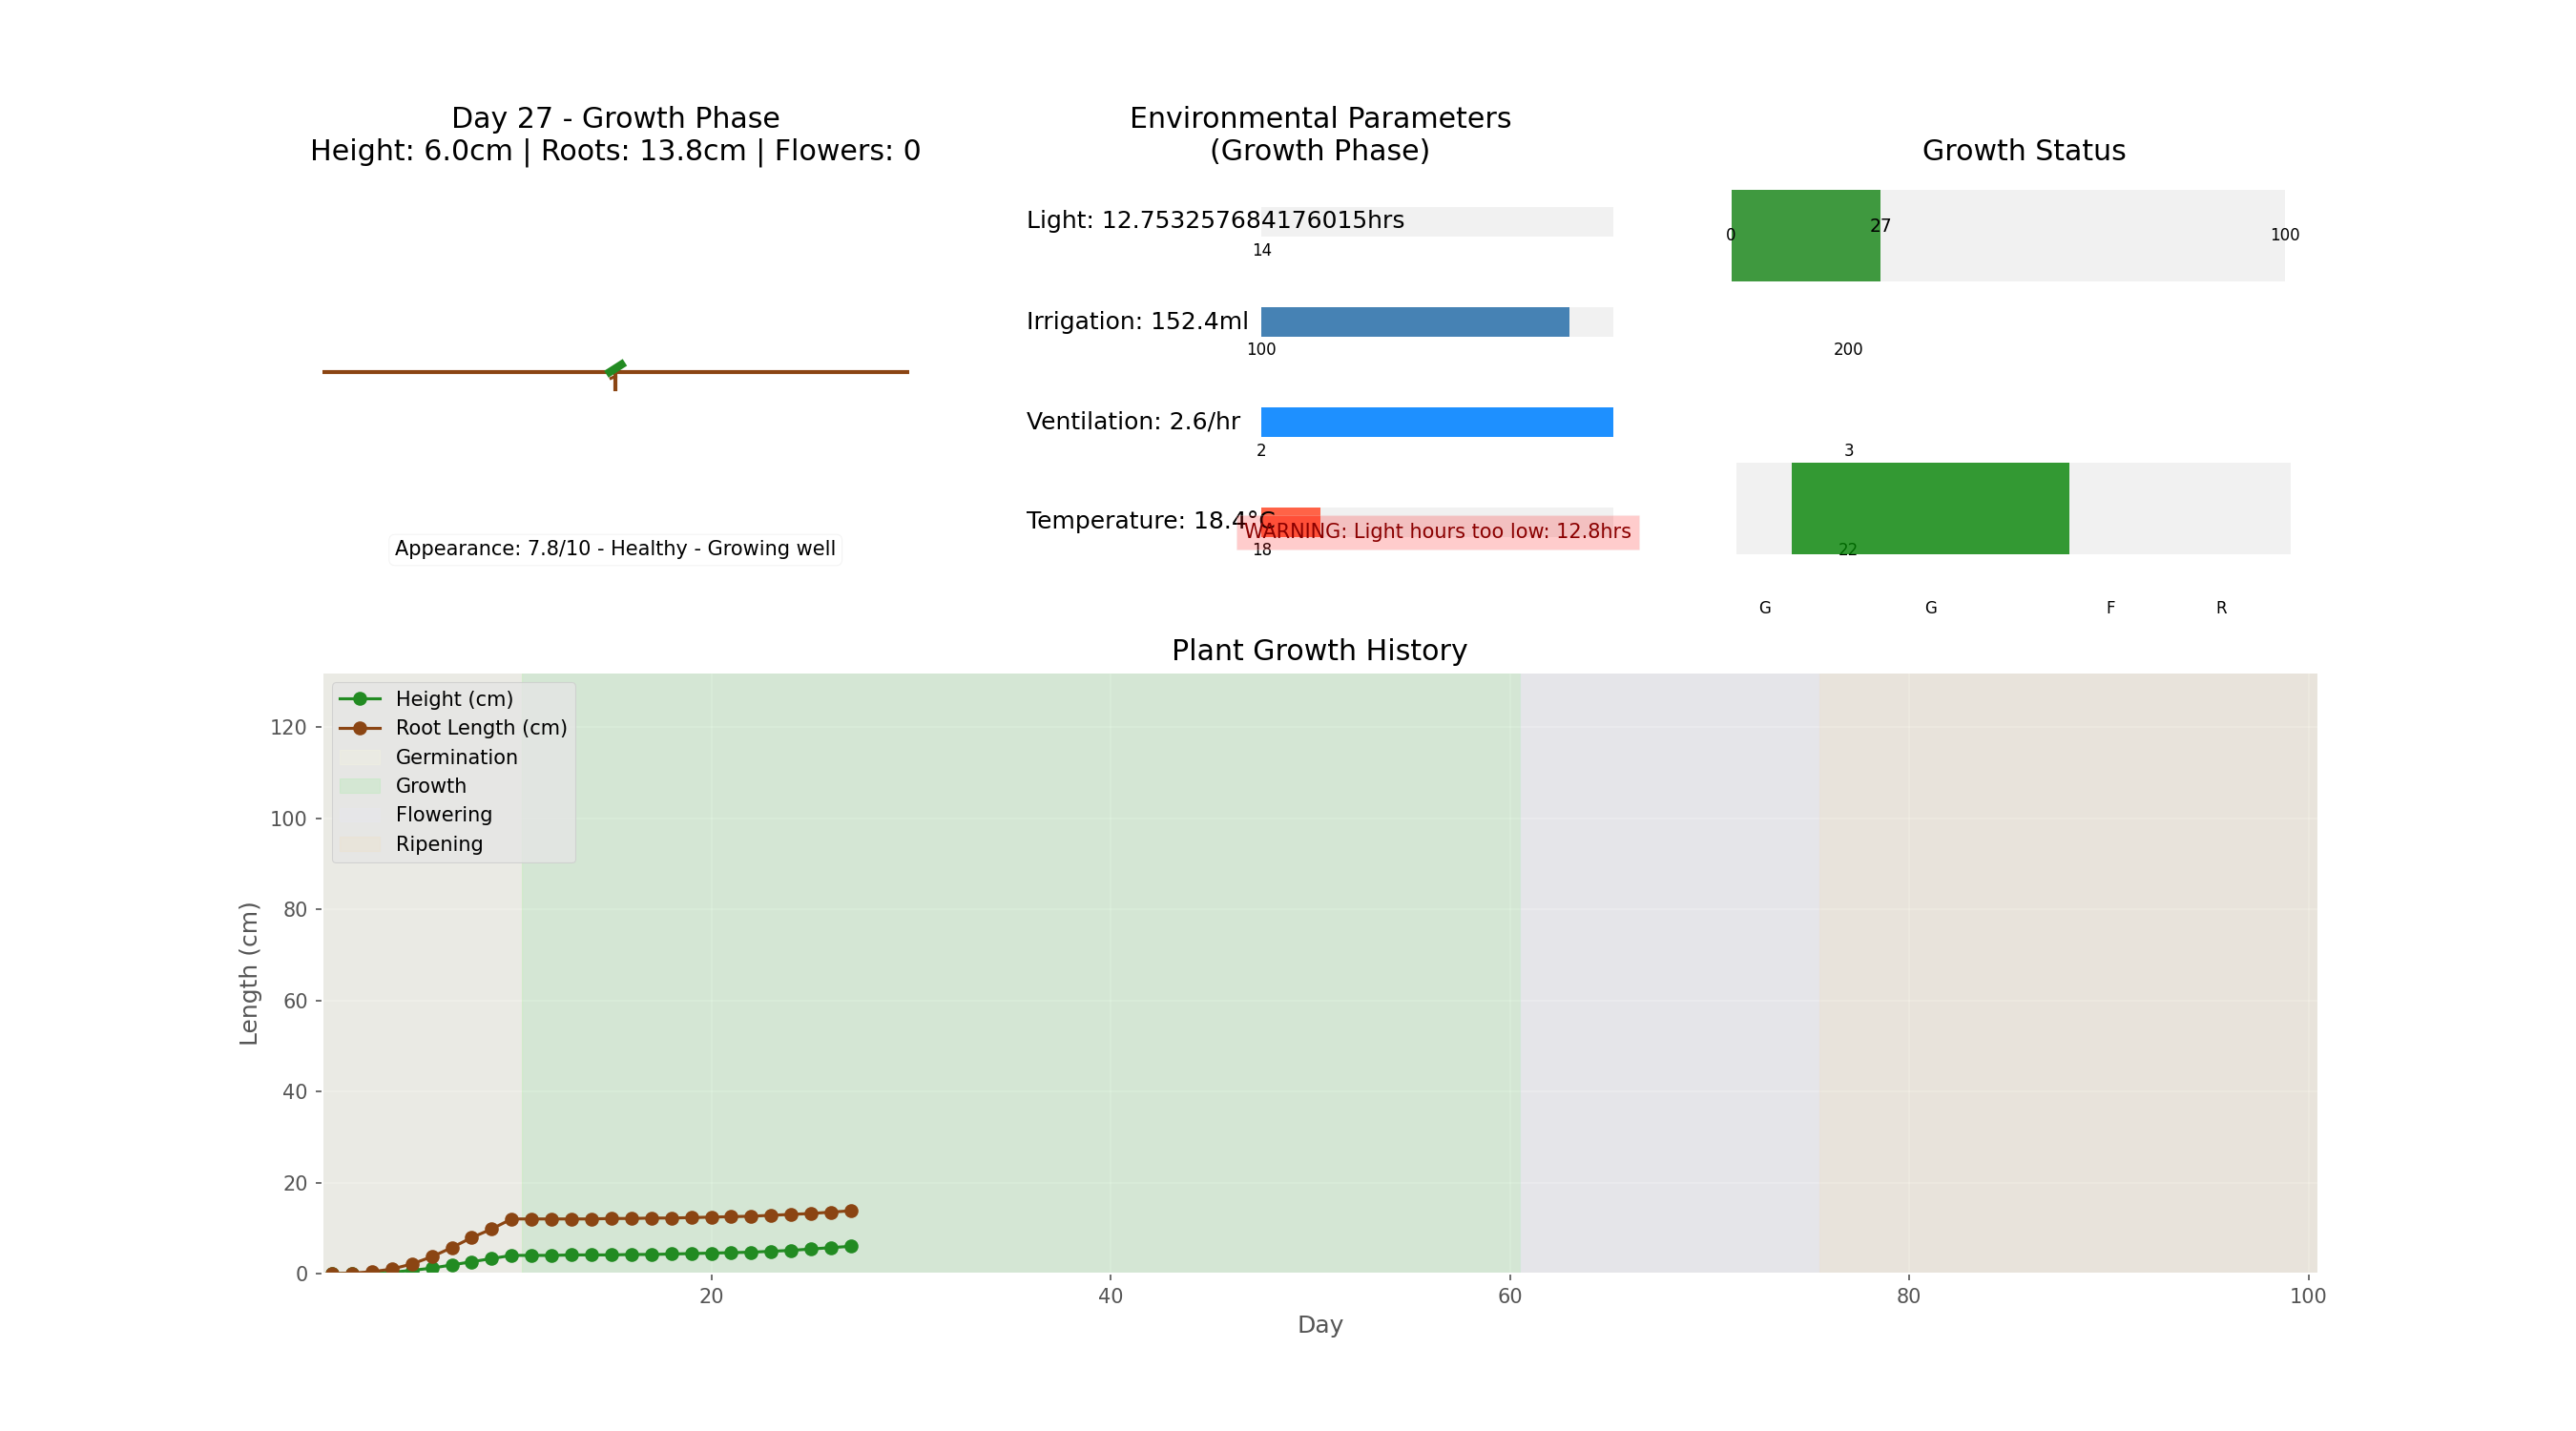 Day 27 - Growth Phase
Height: 6.0cm | Roots: 13.8cm | Flowers: 0
Appearance: 7.8/10 - Healthy - Growing well
Environmental Parameters
(Growth Phase)
Light: 12.753257684176015hrs
14
Irrigation: 152.4ml
100
200
Ventilation: 2.6/hr
2
3
Temperature: 18.4°C
WARNING: Light hours too low: 12.8hrs
18
22
Growth Status
0
27
100
G
G
F
R
Plant Growth History
Height (cm)
Root Length (cm)
Germination
Growth
Flowering
Ripening
Length (cm)
120
100
80
60
40
20
0
20
40
60
80
100
Day